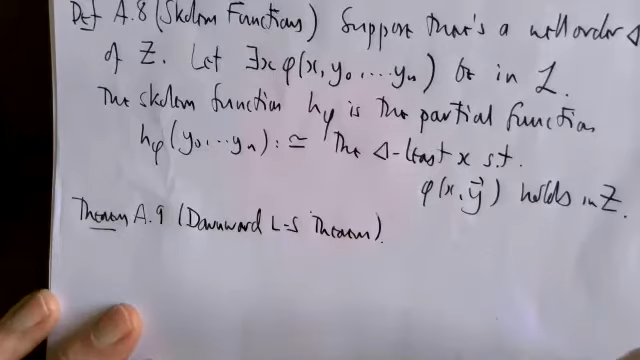 Def A.8 (Skolem Functions) Suppose there's a wellorder ◁
of Z. Let ∃x φ(x, y₀, ... yₙ) be in L.
The skolem function h_φ is the partial function
h_φ(y₀, ... yₙ) :≃ The ◁-least x s.t.
φ(x, y⃗) holds in Z.
Theorem A.9 (Downward L-S Theorem).